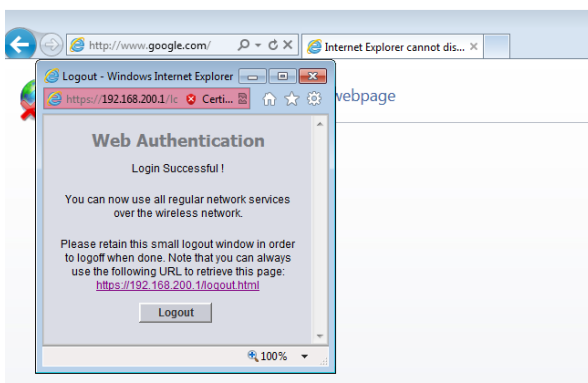 http://www.google.com/
Internet Explorer cannot dis...
webpage
Logout - Windows Internet Explorer
https://192.168.200.1/lc Certi...
Web Authentication
Login Successful !
You can now use all regular network services
over the wireless network.
Please retain this small logout window in order
to logoff when done. Note that you can always
use the following URL to retrieve this page:
https://192.168.200.1/logout.html
Logout
100%